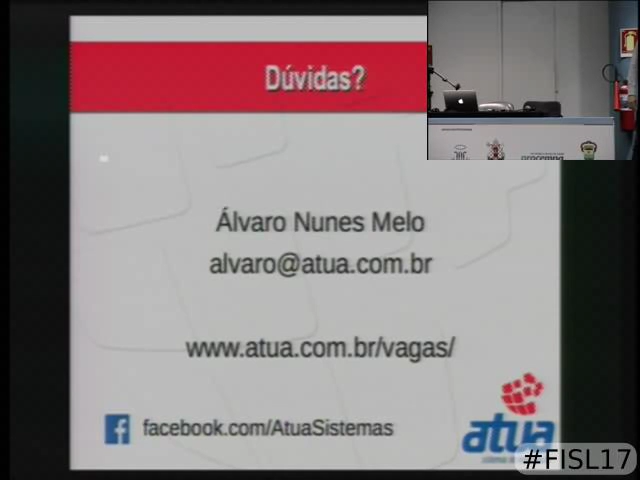 Dúvidas?
Álvaro Nunes Melo
alvaro@atua.com.br
www.atua.com.br/vagas/
facebook.com/AtuaSistemas
atua
#FISL17